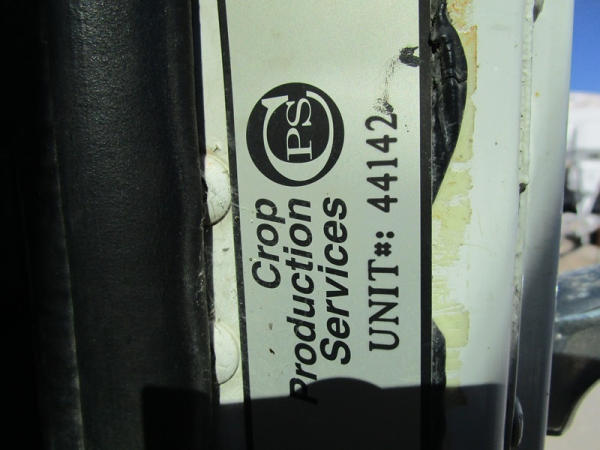 CPS
Crop
Production
Services
UNIT#: 44142